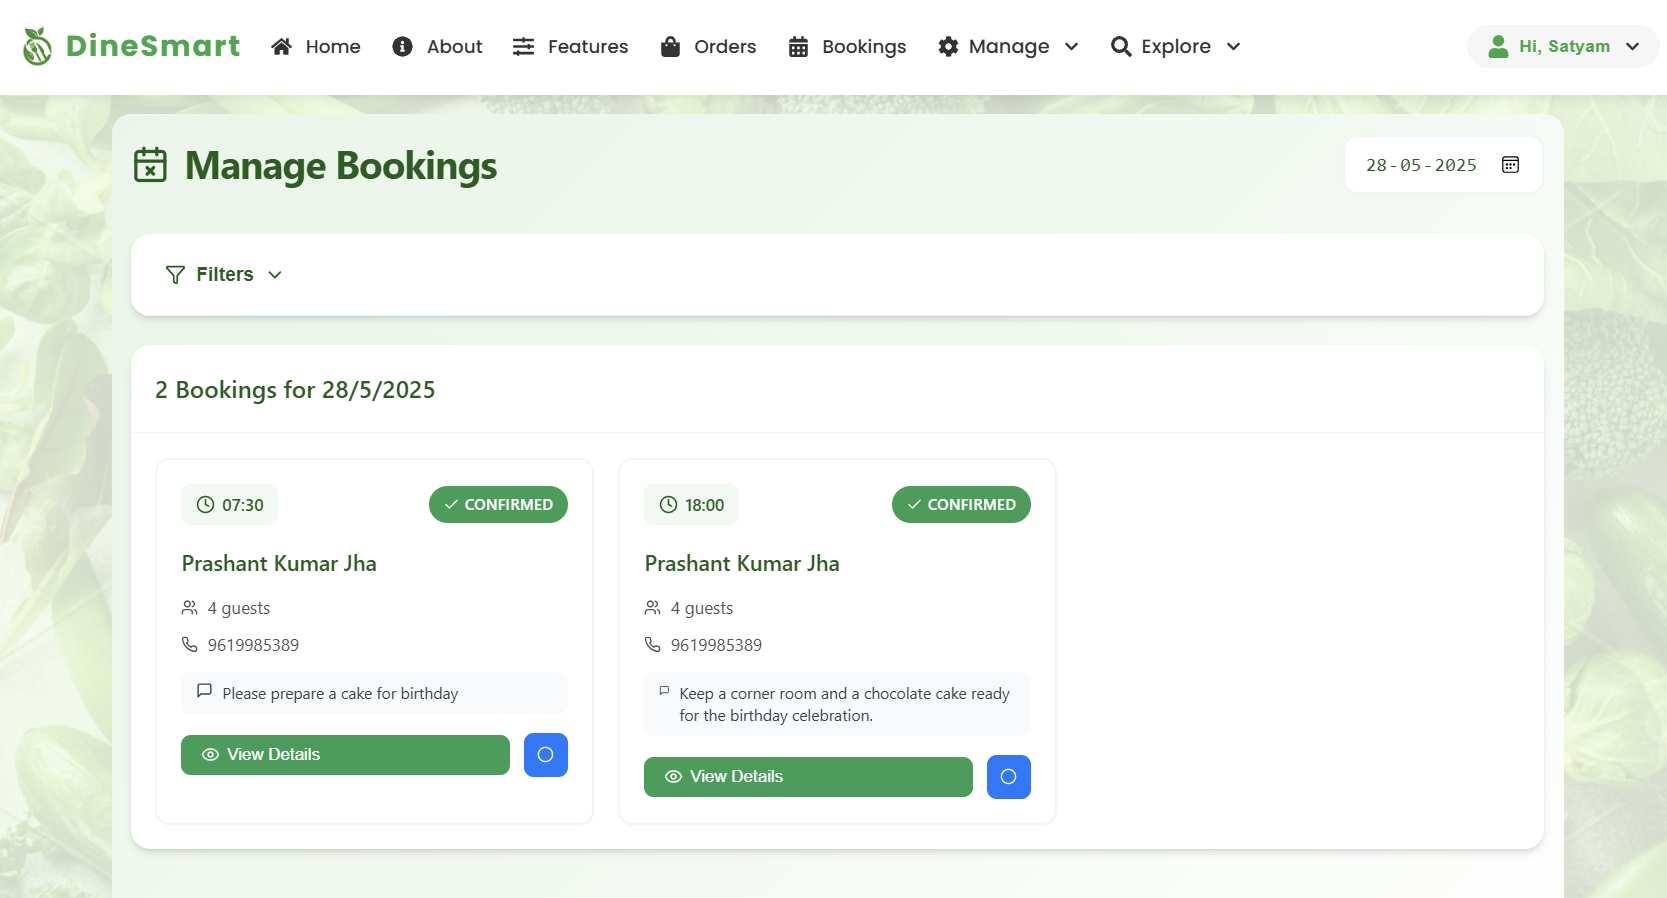 DineSmart Home About Features Orders Bookings Manage Explore Hi, Satyam
Manage Bookings
28-05-2025
Filters
2 Bookings for 28/5/2025
07:30 CONFIRMED
Prashant Kumar Jha
4 guests
9619985389
Please prepare a cake for birthday
View Details
18:00 CONFIRMED
Prashant Kumar Jha
4 guests
9619985389
Keep a corner room and a chocolate cake ready
for the birthday celebration.
View Details